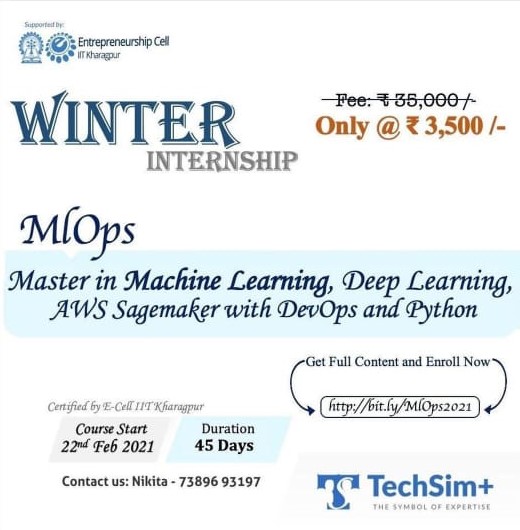 Supported by:
Entrepreneurship Cell
IIT Kharagpur
Fee: ₹ 35,000 /-
Only @ ₹ 3,500 /-
WINTER
INTERNSHIP
MlOps
Master in Machine Learning, Deep Learning,
AWS Sagemaker with DevOps and Python
Get Full Content and Enroll Now
http://bit.ly/MlOps2021
Certified by E-Cell IIT Kharagpur
Course Start
22nd Feb 2021
Duration
45 Days
Contact us: Nikita - 73896 93197
TS
TechSim+
THE SYMBOL OF EXPERTISE